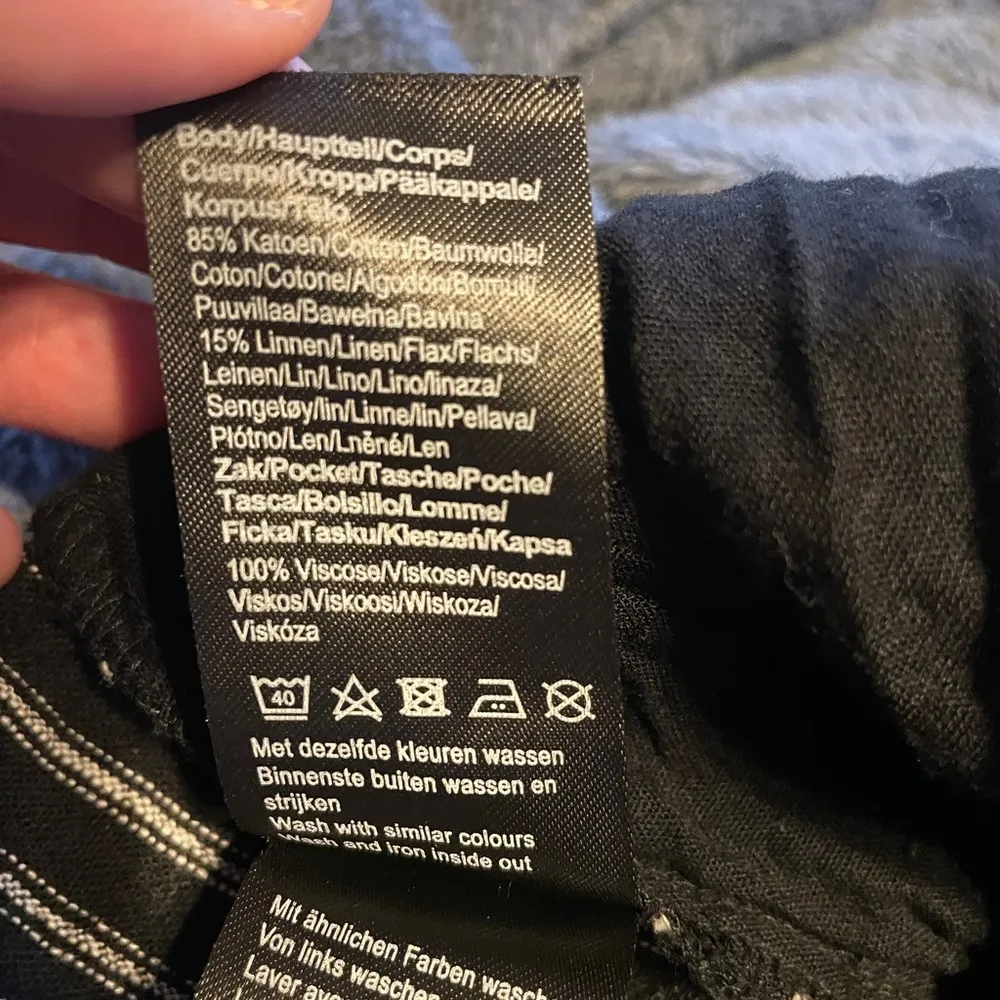 Body/Hauptteil/Corps/
Cuerpo/Kropp/Pääkappale/
Korpus/Tělo
85% Katoen/Cotton/Baumwolle/
Coton/Cotone/Algodón/Bomull/
Puuvillaa/Bawełna/Bavlna
15% Linnen/Linen/Flax/Flachs/
Leinen/Lin/Lino/Lino/linaza/
Sengetøy/lin/Linne/lin/Pellava/
Płótno/Len/Lněné/Len
Zak/Pocket/Tasche/Poche/
Tasca/Bolsillo/Lomme/
Ficka/Tasku/Kieszeń/Kapsa
100% Viscose/Viskose/Viscosa/
Viskos/Viskoosi/Wiskoza/
Viskóza
40
Met dezelfde kleuren wassen
Binnenste buiten wassen en
strijken
Wash with similar colours
Wash and iron inside out
Mit ähnlichen Farben wasch
Von links waschen
Laver ave